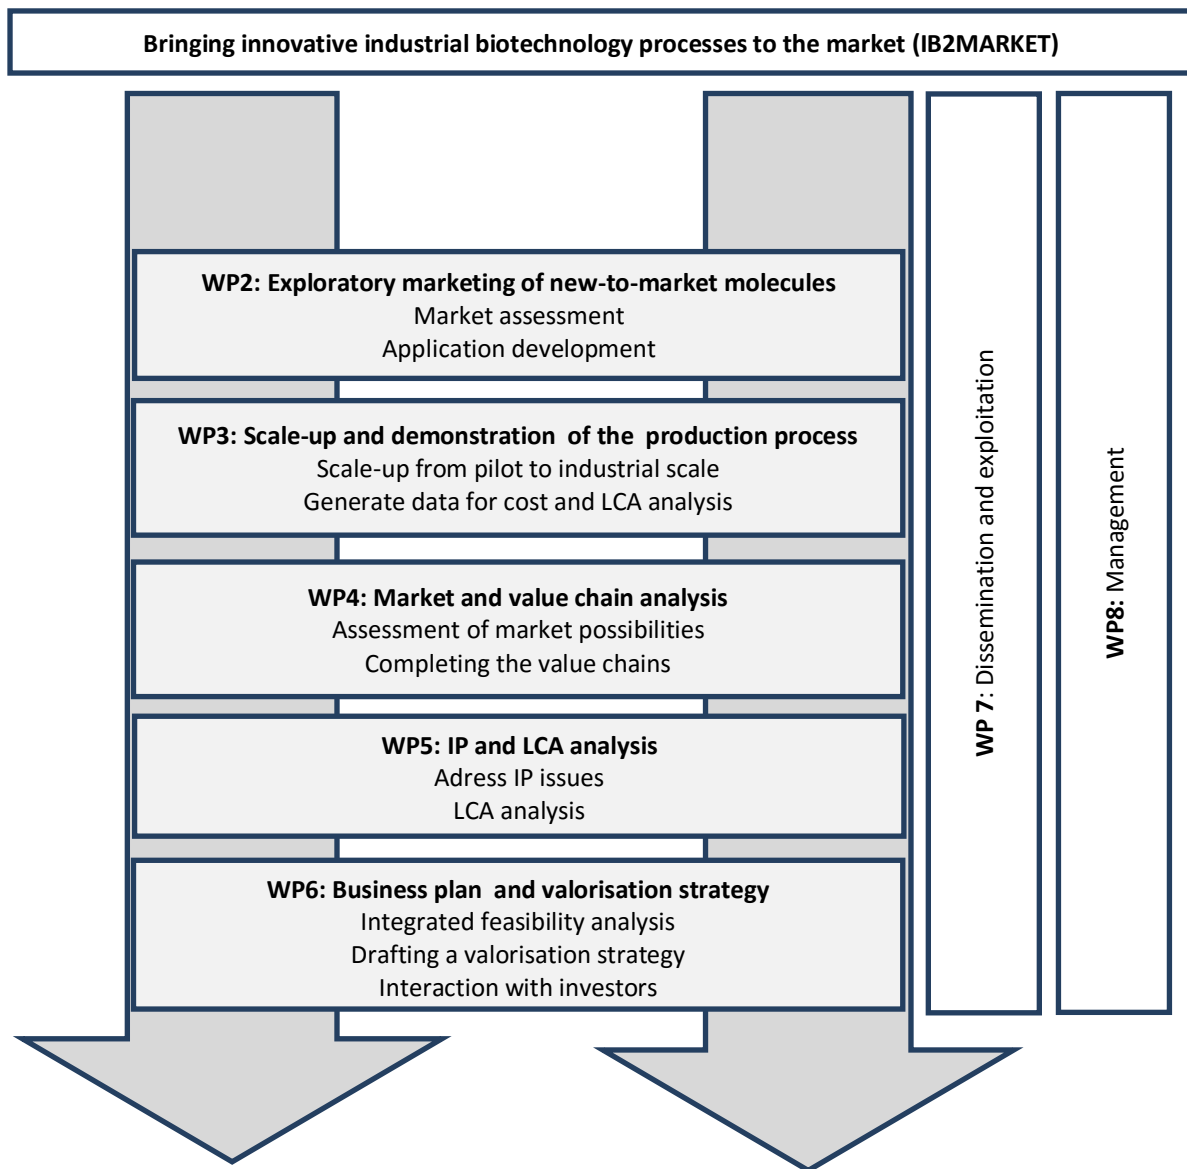 Bringing innovative industrial biotechnology processes to the market (IB2MARKET)
WP2: Exploratory marketing of new-to-market molecules
Market assessment
Application development
WP3: Scale-up and demonstration  of the  production process
Scale-up from pilot to industrial scale
Generate data for cost and LCA analysis
WP4: Market and value chain analysis
Assessment of market possibilities
Completing the value chains
WP5: IP and LCA analysis
Adress IP issues
LCA analysis
WP6: Business plan  and valorisation strategy
Integrated feasibility analysis
Drafting a valorisation strategy
Interaction with investors
WP 7: Dissemination and exploitation
WP8: Management